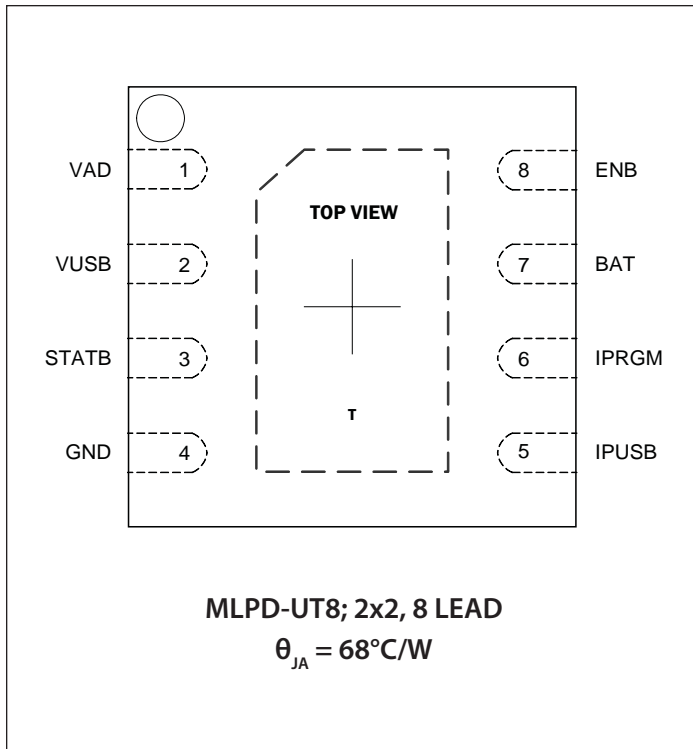 VAD 1 8 ENB
TOP VIEW
VUSB 2 7 BAT
STATB 3 6 IPRGM
T
GND 4 5 IPUSB
MLPD-UT8; 2x2, 8 LEAD
θJA = 68°C/W